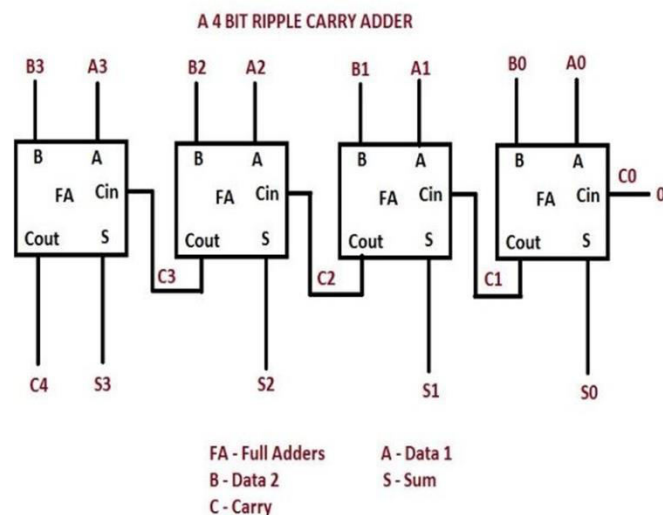 A 4 BIT RIPPLE CARRY ADDER
B3 A3 B2 A2 B1 A1 B0 A0
B A B A B A B A
C0
FA Cin FA Cin FA Cin FA Cin 0
Cout S Cout S Cout S Cout S
C3 C2 C1
C4 S3 S2 S1 S0
FA - Full Adders A - Data 1
B - Data 2 S - Sum
C - Carry